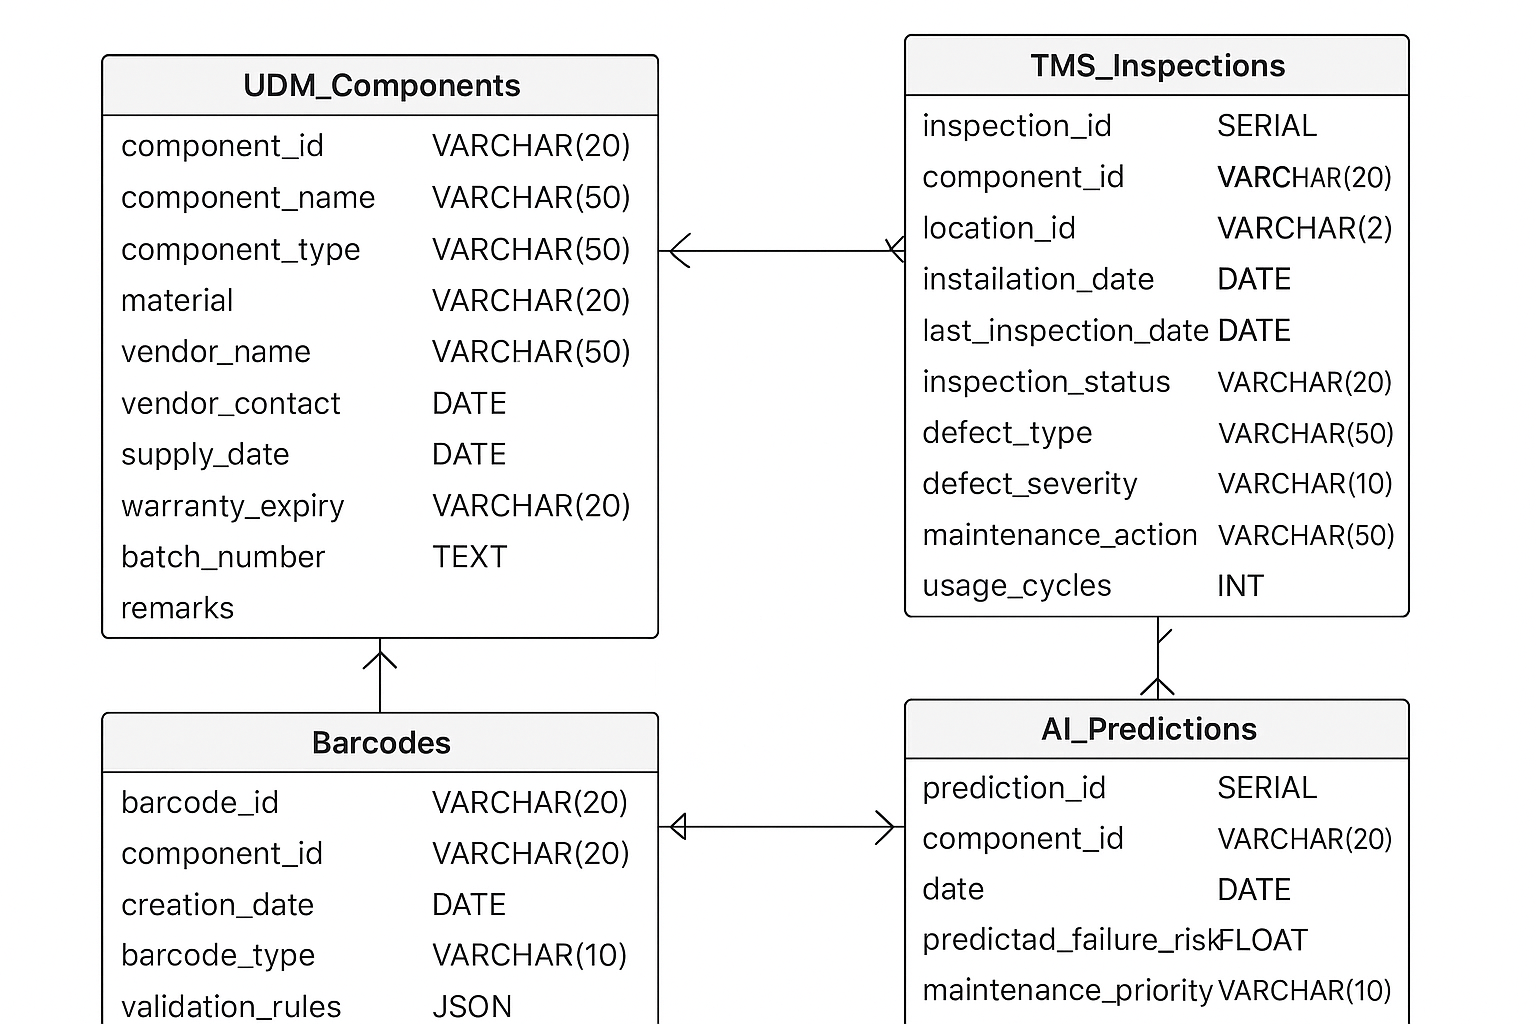 UDM_Components
component_id VARCHAR(20)
component_name VARCHAR(50)
component_type VARCHAR(50)
material VARCHAR(20)
vendor_name VARCHAR(50)
vendor_contact DATE
supply_date DATE
warranty_expiry VARCHAR(20)
batch_number TEXT
remarks
TMS_Inspections
inspection_id SERIAL
component_id VARCHAR(20)
location_id VARCHAR(2)
instailation_date DATE
last_inspection_date DATE
inspection_status VARCHAR(20)
defect_type VARCHAR(50)
defect_severity VARCHAR(10)
maintenance_action VARCHAR(50)
usage_cycles INT
Barcodes
barcode_id VARCHAR(20)
component_id VARCHAR(20)
creation_date DATE
barcode_type VARCHAR(10)
validation_rules JSON
AI_Predictions
prediction_id SERIAL
component_id VARCHAR(20)
date DATE
predictad_failure_risk FLOAT
maintenance_priority VARCHAR(10)